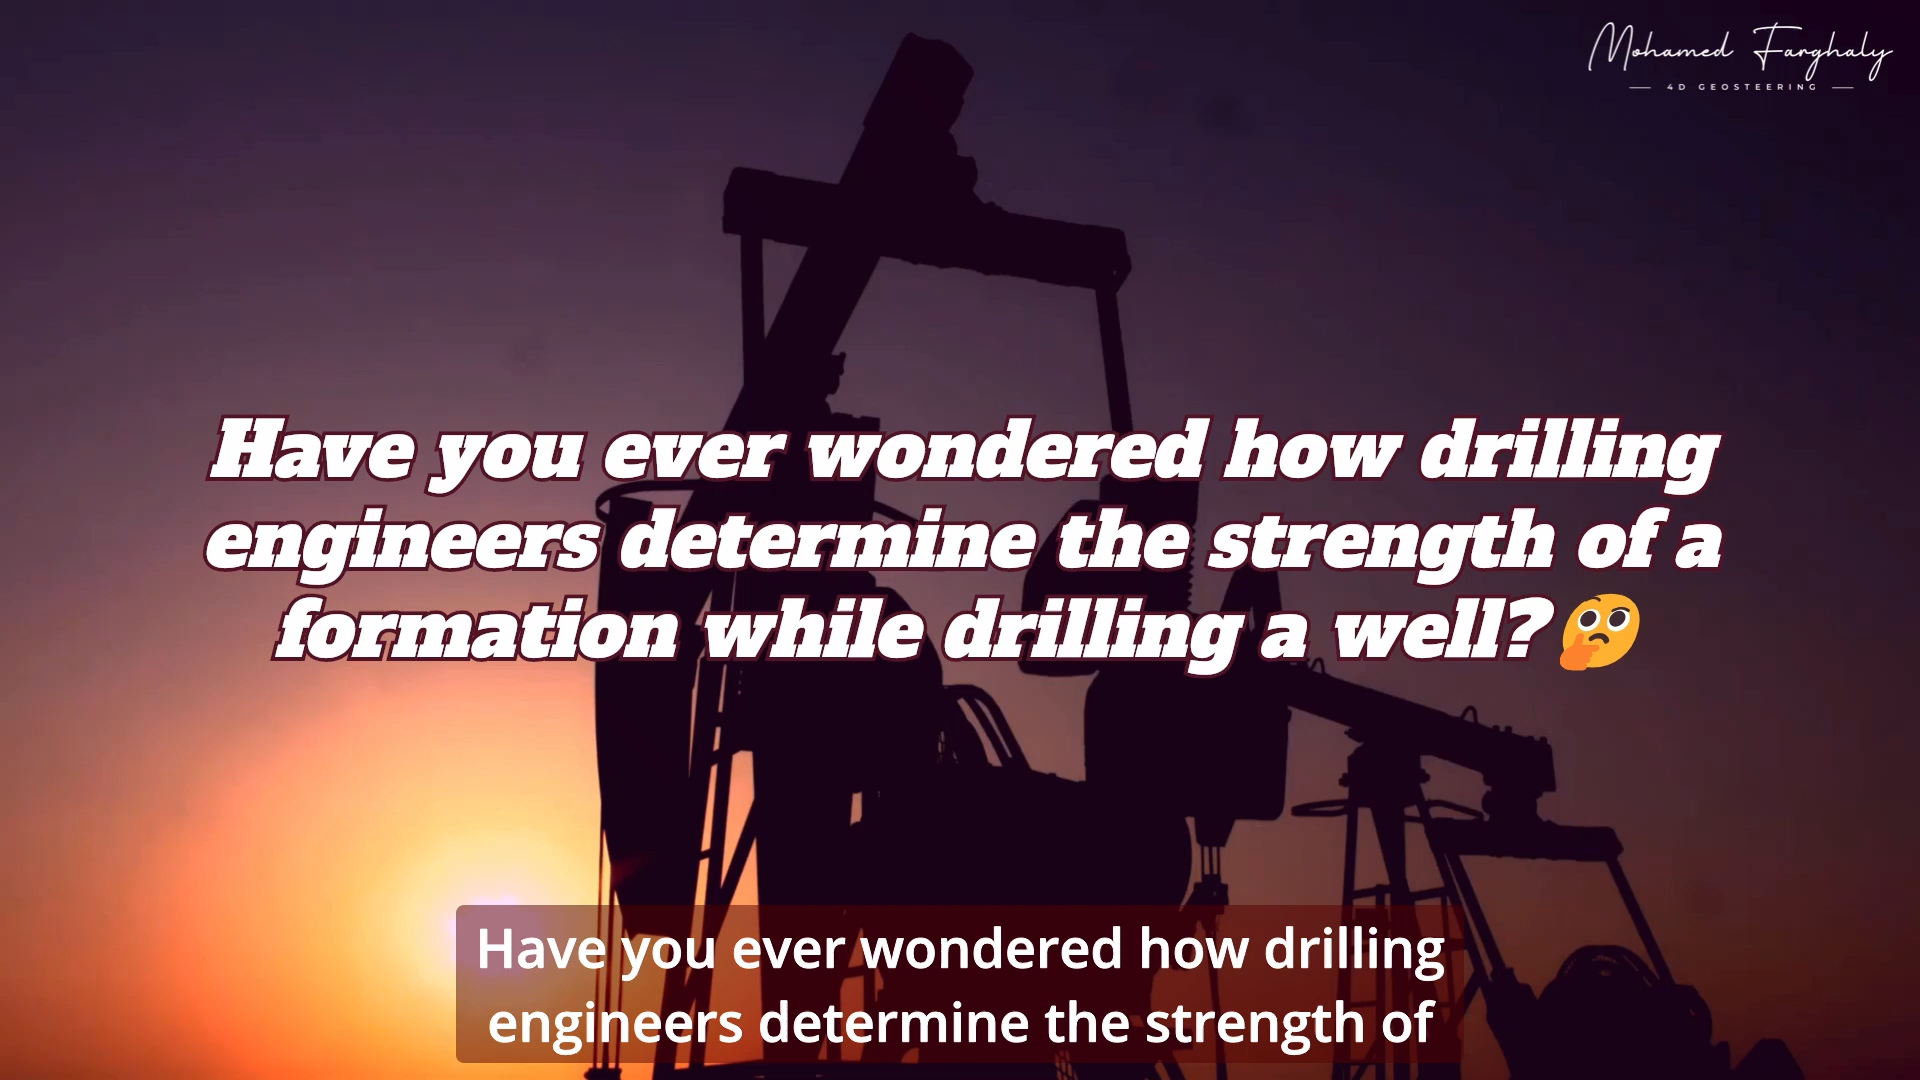 Mohamed Farghaly
4D GEOSTEERING
Have you ever wondered how drilling
engineers determine the strength of a
formation while drilling a well?🤔
Have you ever wondered how drilling
engineers determine the strength of